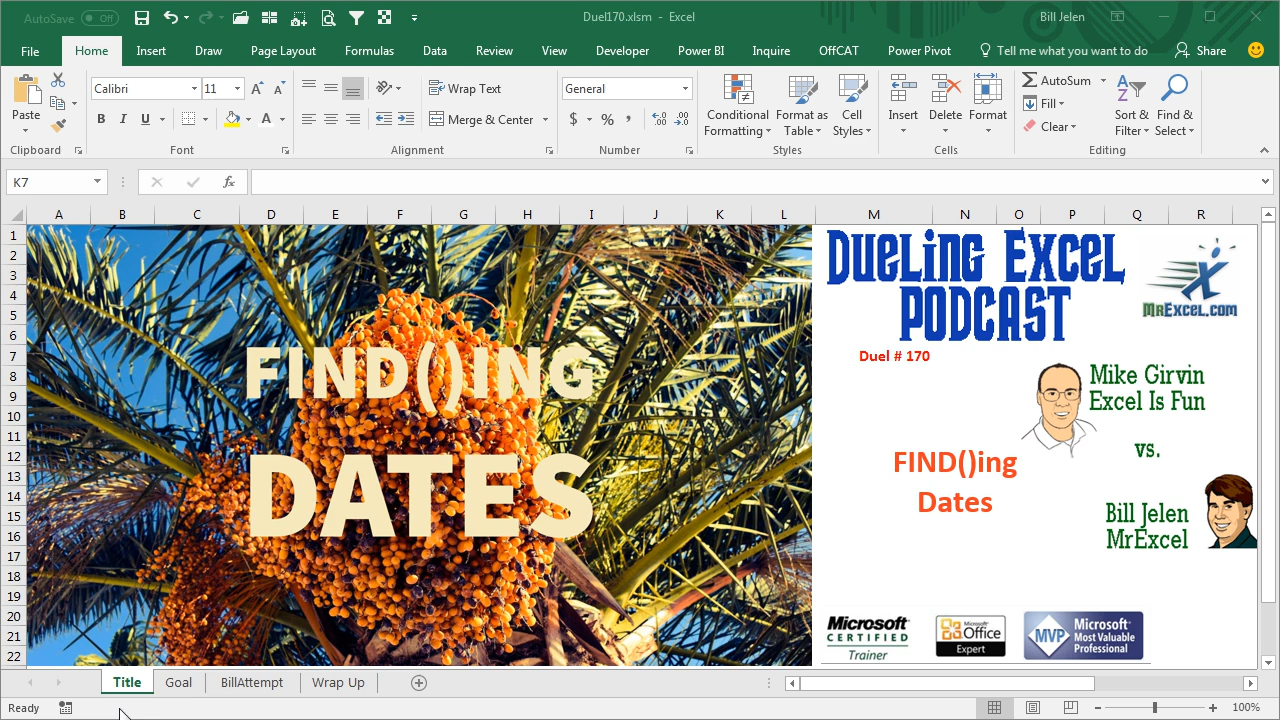 AutoSave Off
Duel170.xlsm - Excel
Bill Jelen
File Home Insert Draw Page Layout Formulas Data Review View Developer Power BI Inquire OffCAT Power Pivot Tell me what you want to do Share
Paste
Clipboard
Calibri 11
B I U A
Font
Wrap Text
Merge & Center
Alignment
General
$ % ,
Number
Conditional Formatting
Format as Table
Cell Styles
Styles
Insert Delete Format
Cells
AutoSum
Fill
Clear
Sort & Filter
Find & Select
Editing
K7
fx
A B C D E F G H I J K L M N O P Q R
1
2
3
4
5
6
7
8
9
10
11
12
13
14
15
16
17
18
19
20
21
22
FIND()ING
DATES
Dueling Excel
Podcast
MrExcel.com
Duel # 170
Mike Girvin
Excel Is Fun
vs.
FIND()ing
Dates
Bill Jelen
MrExcel
Microsoft
CERTIFIED
Trainer
Microsoft
Office
Expert
MVP
Microsoft
Most Valuable
Professional
Title Goal BillAttempt Wrap Up
Ready
100%